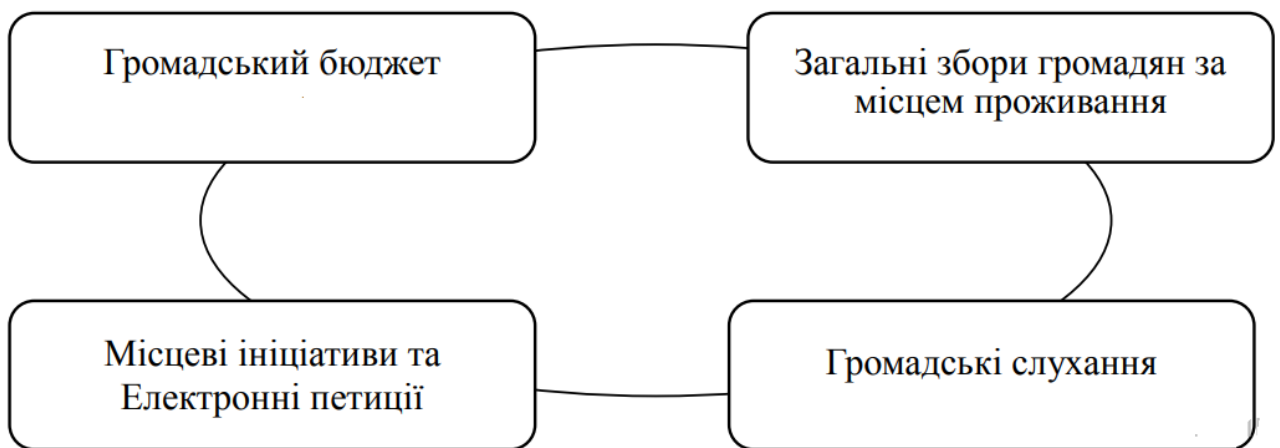 Громадський бюджет
Загальні збори громадян за
місцем проживання
Місцеві ініціативи та
Електронні петиції
Громадські слухання